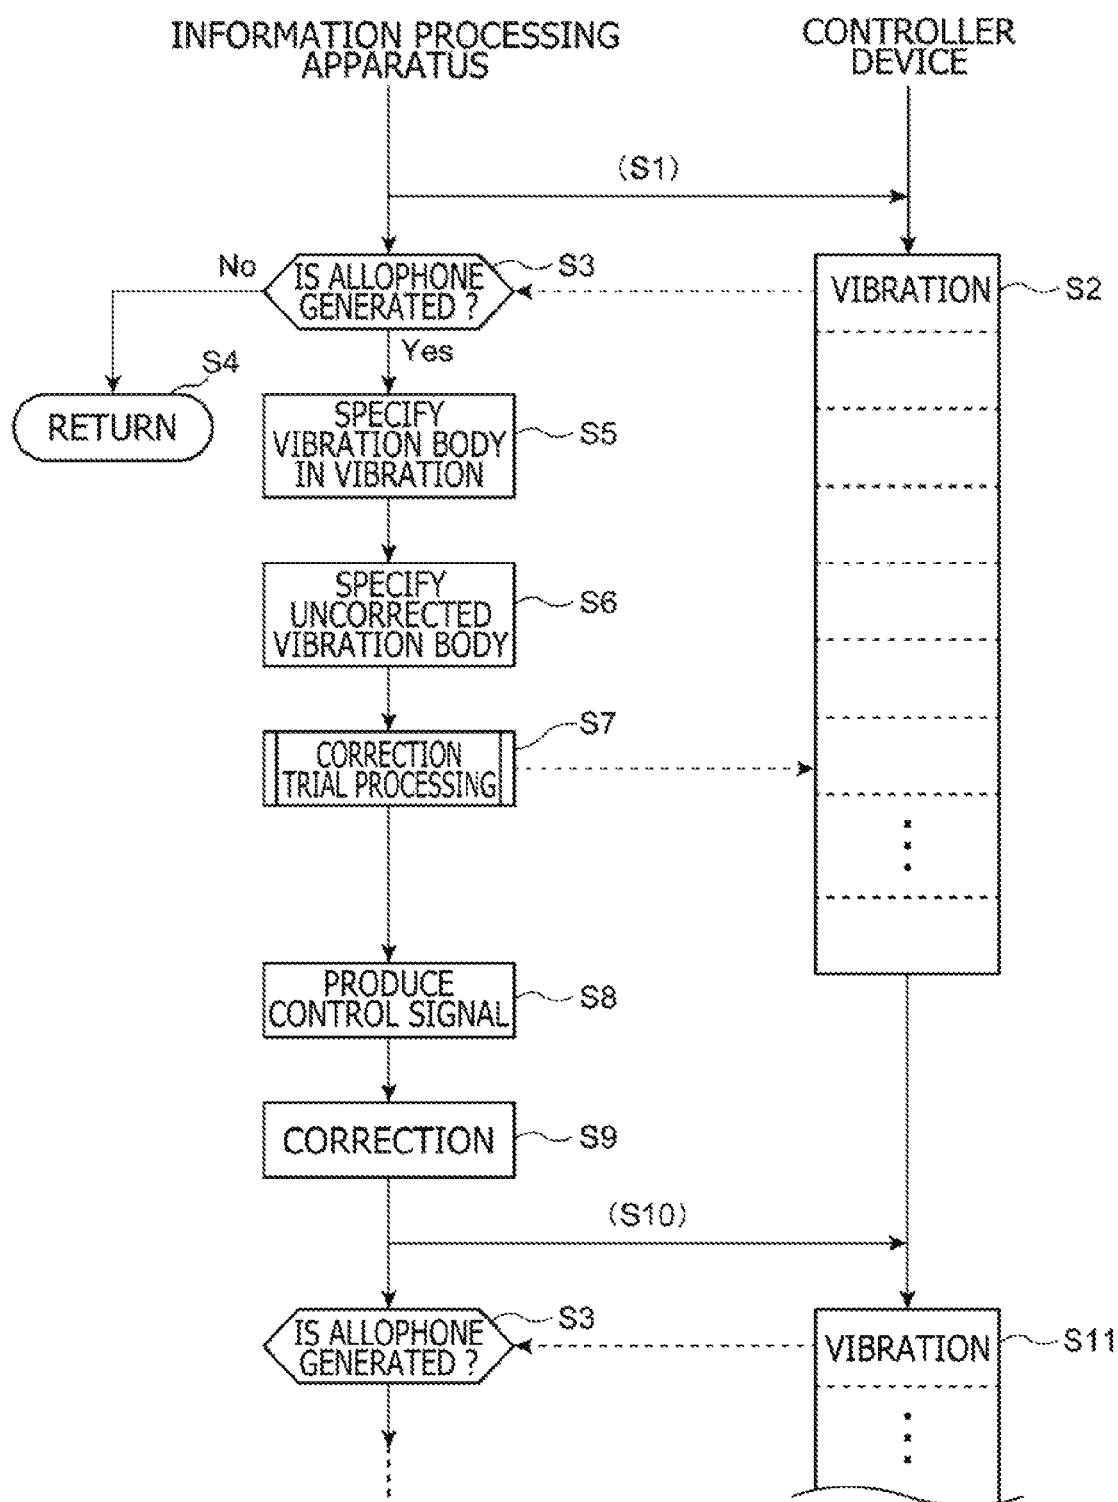 INFORMATION PROCESSING
APPARATUS
CONTROLLER
DEVICE
(S1)
No
IS ALLOPHONE
GENERATED ?
S3
VIBRATION
S2
Yes
S4
RETURN
SPECIFY
VIBRATION BODY
IN VIBRATION
S5
SPECIFY
UNCORRECTED
VIBRATION BODY
S6
CORRECTION
TRIAL PROCESSING
S7
PRODUCE
CONTROL SIGNAL
S8
CORRECTION
S9
(S10)
IS ALLOPHONE
GENERATED ?
S3
VIBRATION
S11